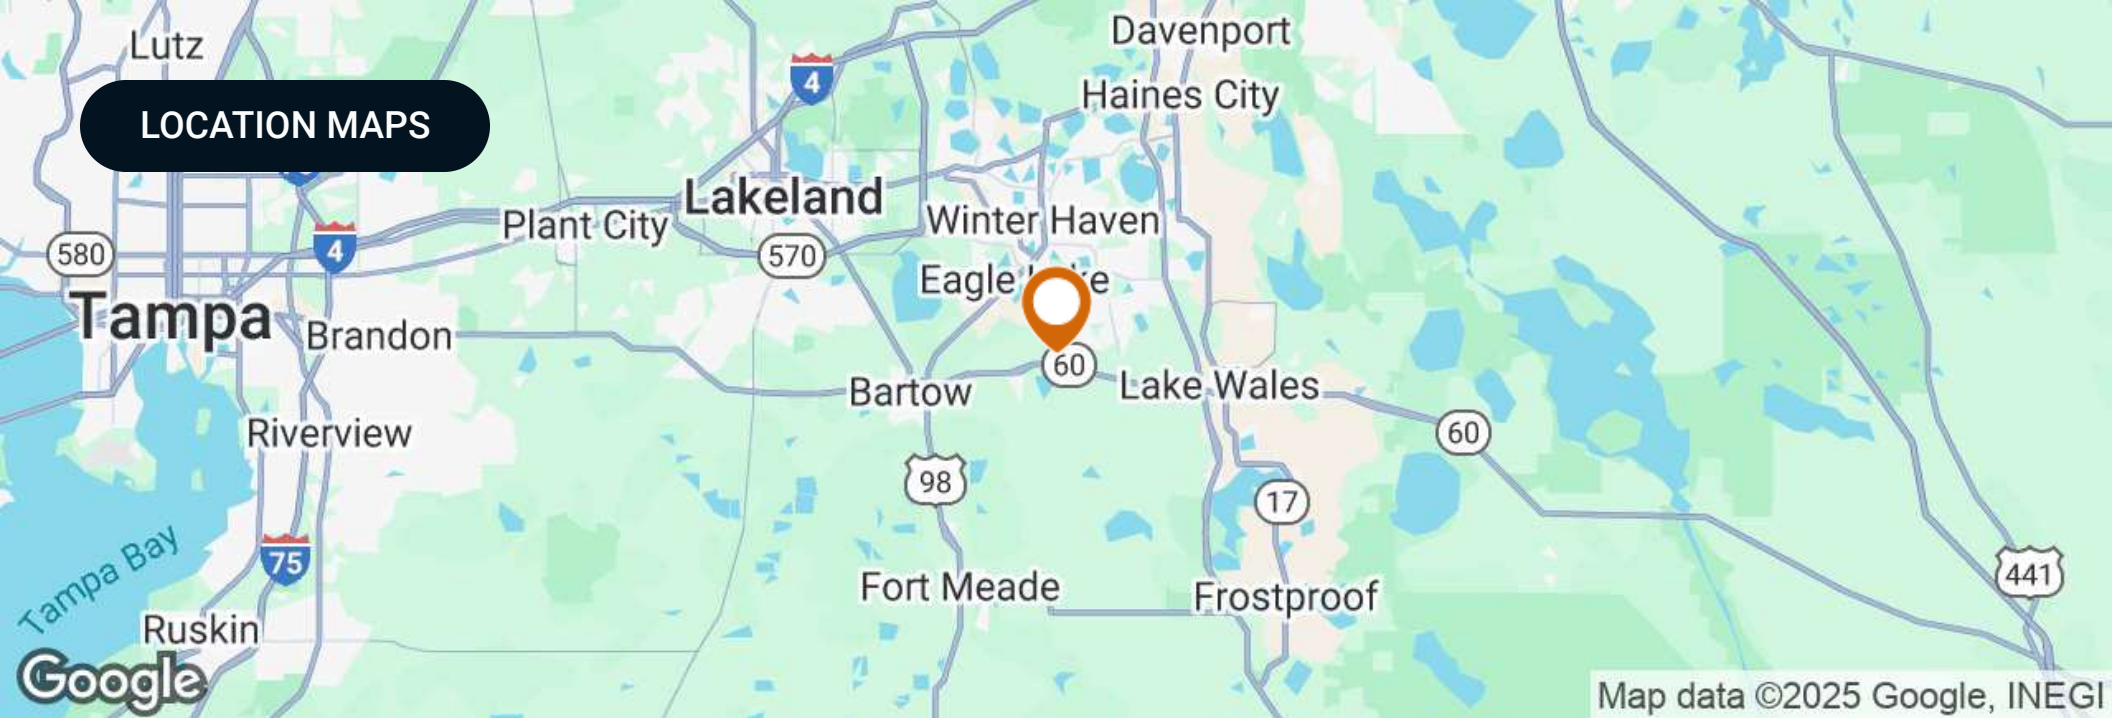 Lutz
Davenport
4
Haines City
LOCATION MAPS
Lakeland
Plant City
Winter Haven
580
4
570
Eagle
Tampa
Brandon
60
Bartow
Lake Wales
Riverview
60
98
17
75
Tampa Bay
441
Fort Meade
Frostproof
Ruskin
Google
Map data ©2025 Google, INEGI